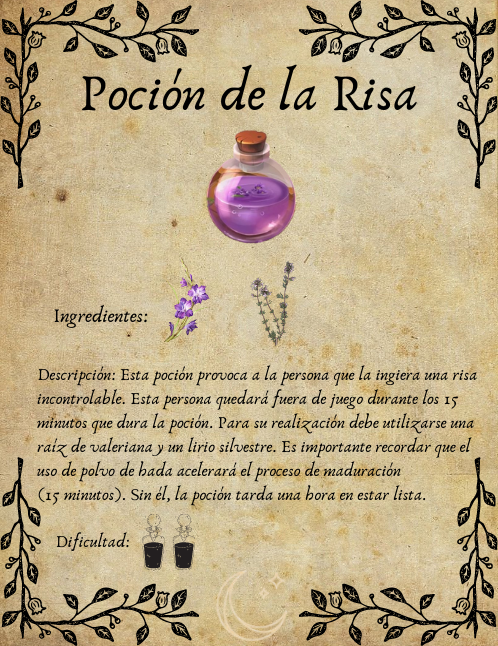 Poción de la Risa
Ingredientes:
Descripción: Esta poción provoca a la persona que la ingiera una risa
incontrolable. Esta persona quedará fuera de juego durante los 15
minutos que dura la poción. Para su realización debe utilizarse una
raíz de valeriana y un lirio silvestre. Es importante recordar que el
uso de polvo de hada acelerará el proceso de maduración
(15 minutos). Sin él, la poción tarda una hora en estar lista.
Dificultad: